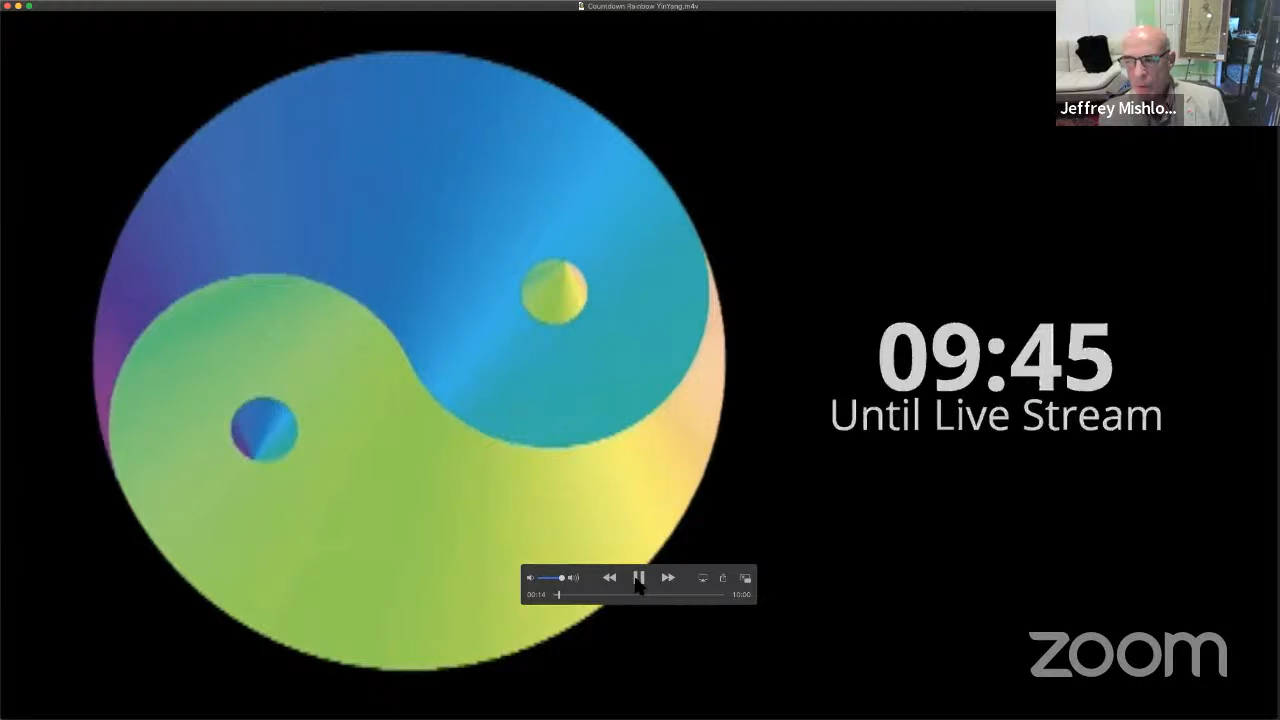 Countdown Rainbow YinYang.m4v
Jeffrey Mishlo...
09:45
Until Live Stream
00:14
10:00
zoom